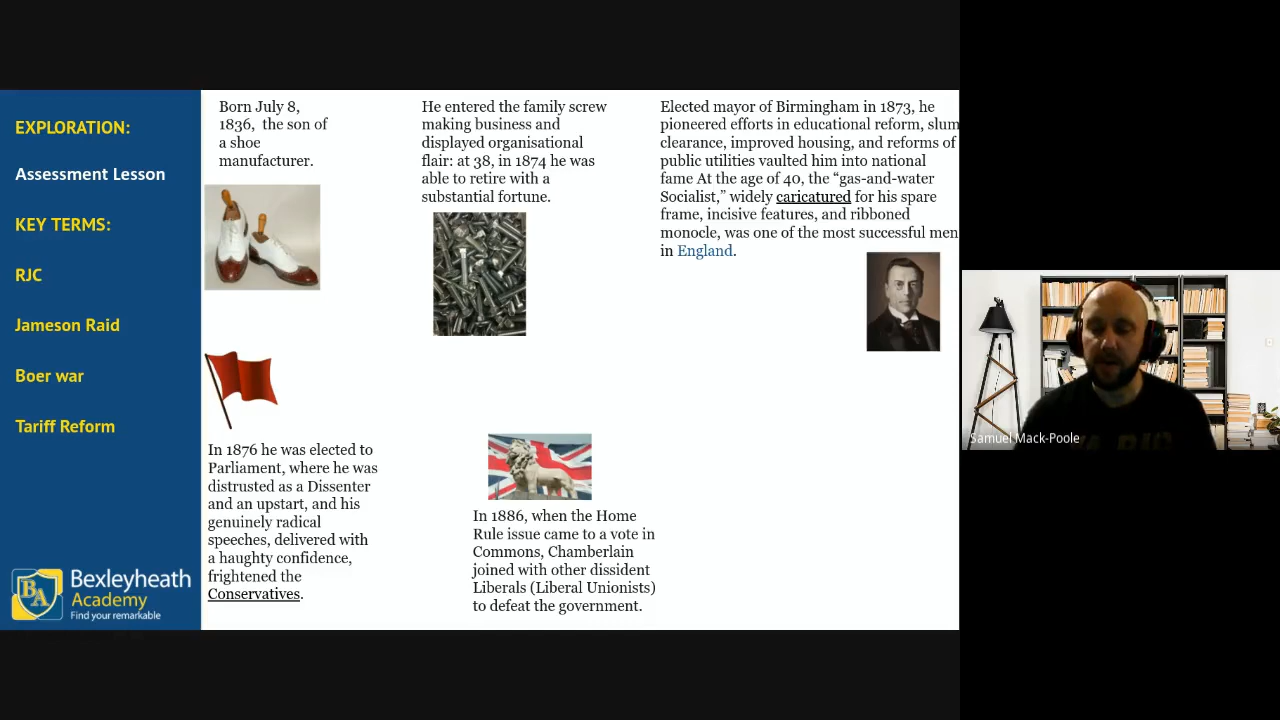 EXPLORATION:
Assessment Lesson
KEY TERMS:
RJC
Jameson Raid
Boer war
Tariff Reform
BA
Bexleyheath
Academy
Find your remarkable
Born July 8,
1836, the son of
a shoe
manufacturer.
He entered the family screw
making business and
displayed organisational
flair: at 38, in 1874 he was
able to retire with a
substantial fortune.
Elected mayor of Birmingham in 1873, he
pioneered efforts in educational reform, slum
clearance, improved housing, and reforms of
public utilities vaulted him into national
fame At the age of 40, the “gas-and-water
Socialist,” widely caricatured for his spare
frame, incisive features, and ribboned
monocle, was one of the most successful men
in England.
In 1876 he was elected to
Parliament, where he was
distrusted as a Dissenter
and an upstart, and his
genuinely radical
speeches, delivered with
a haughty confidence,
frightened the
Conservatives.
In 1886, when the Home
Rule issue came to a vote in
Commons, Chamberlain
joined with other dissident
Liberals (Liberal Unionists)
to defeat the government.
Samuel Mack-Poole